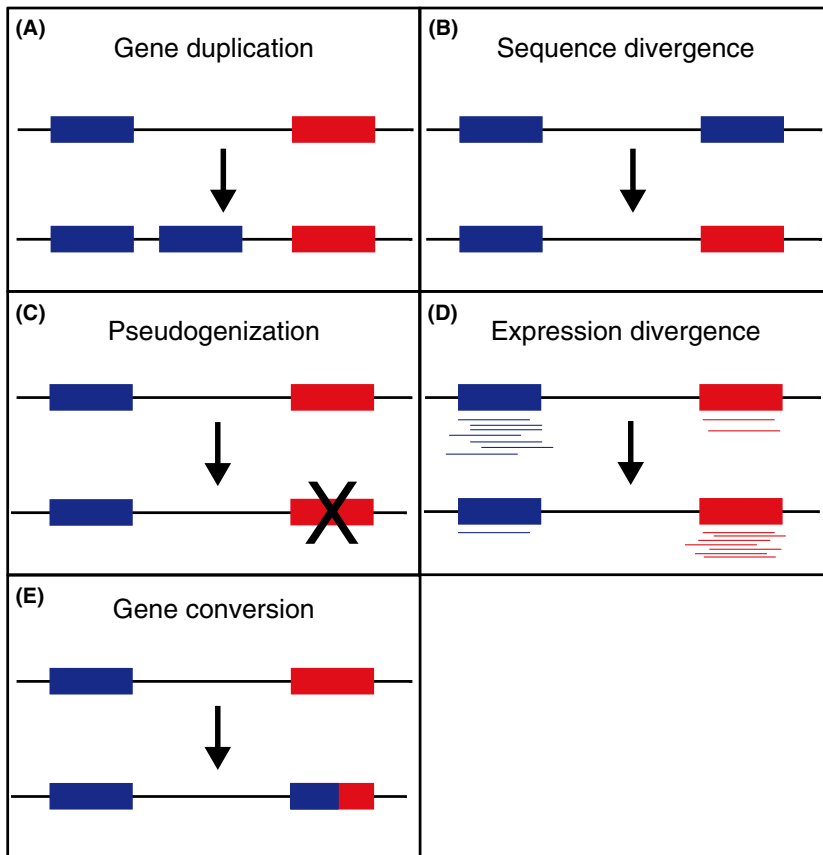 (A)
Gene duplication
(B)
Sequence divergence
(C)
Pseudogenization
(D)
Expression divergence
(E)
Gene conversion